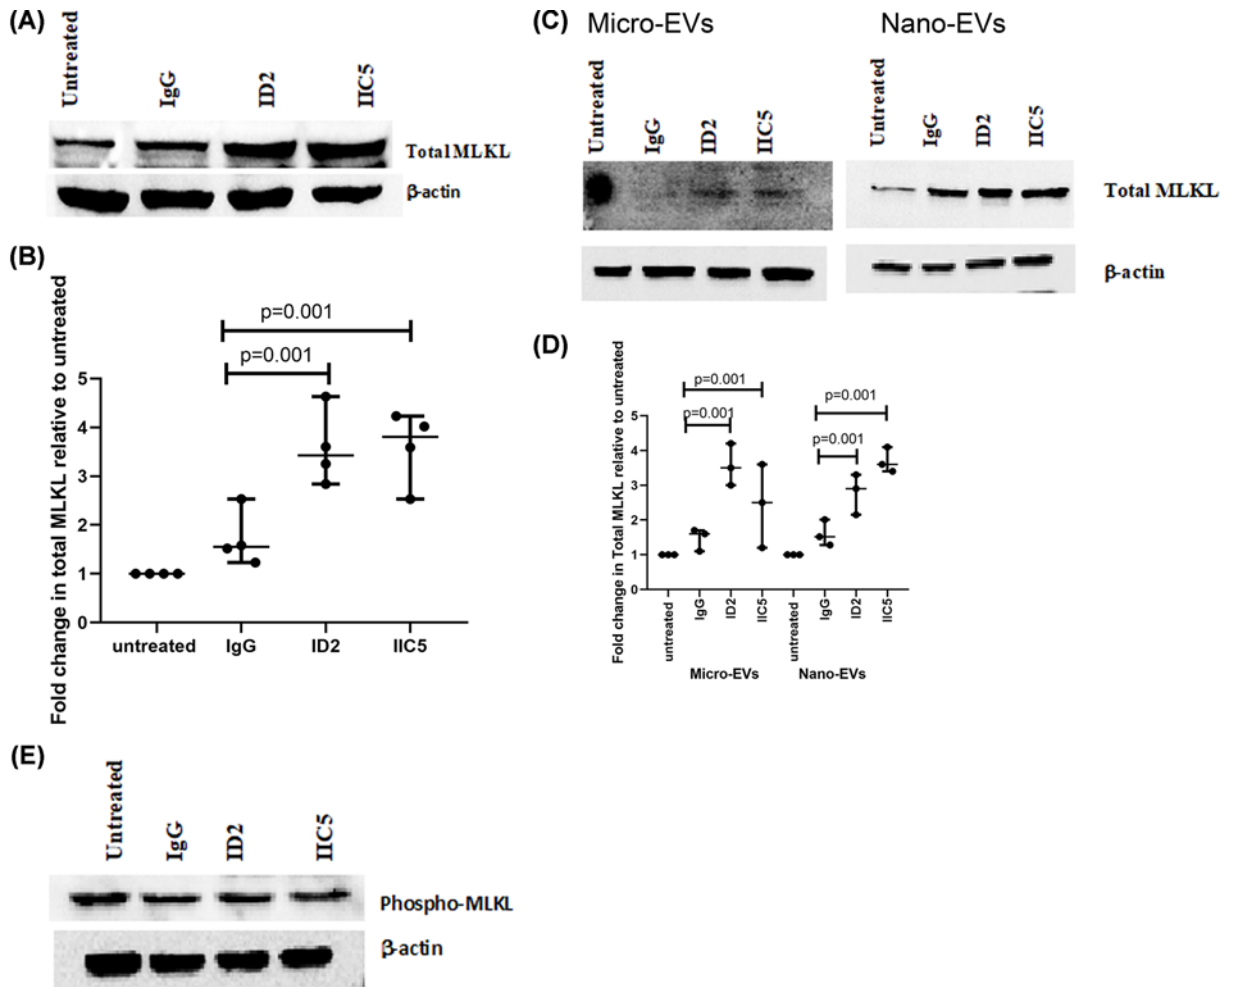 (A)
Untreated
IgG
ID2
IIC5
Total MLKL
β-actin
(B)
Fold change in total MLKL relative to untreated
5
4
3
2
1
0
p=0.001
p=0.001
untreated
IgG
ID2
IIC5
(C)
Micro-EVs
Nano-EVs
Untreated
IgG
ID2
IIC5
Untreated
IgG
ID2
IIC5
Total MLKL
β-actin
(D)
Fold change in Total MLKL relative to untreated
5
4
3
2
1
0
p=0.001
p=0.001
p=0.001
p=0.001
untreated
IgG
ID2
IIC5
untreated
IgG
ID2
IIC5
Micro-EVs
Nano-EVs
(E)
Untreated
IgG
ID2
IIC5
Phospho-MLKL
β-actin